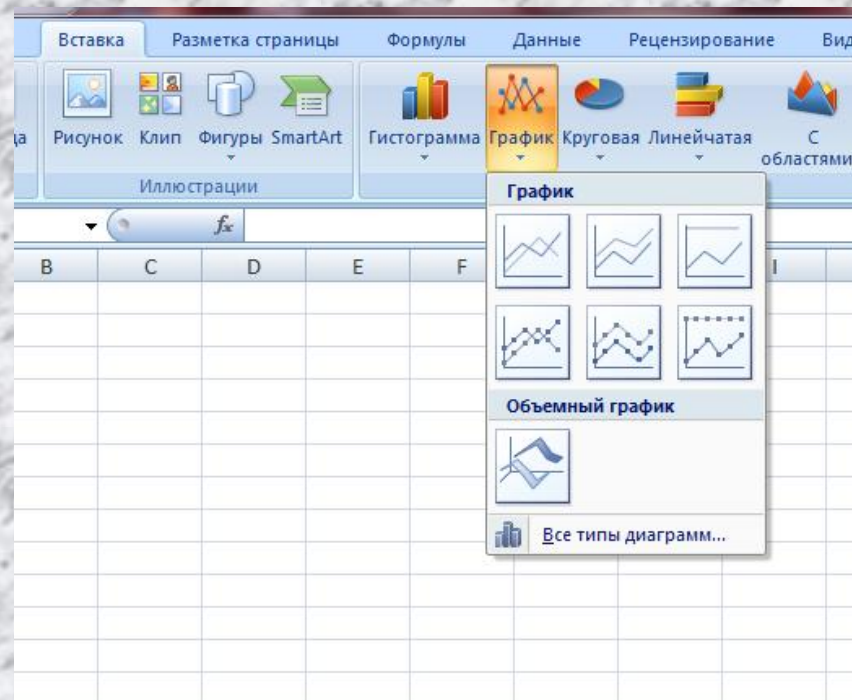 Вставка Разметка страницы Формулы Данные Рецензирование Вид
Рисунок Клип Фигуры SmartArt Гистограмма График Круговая Линейчатая С областями
Иллюстрации
График
fx
B C D E F I
Объемный график
Все типы диаграмм...